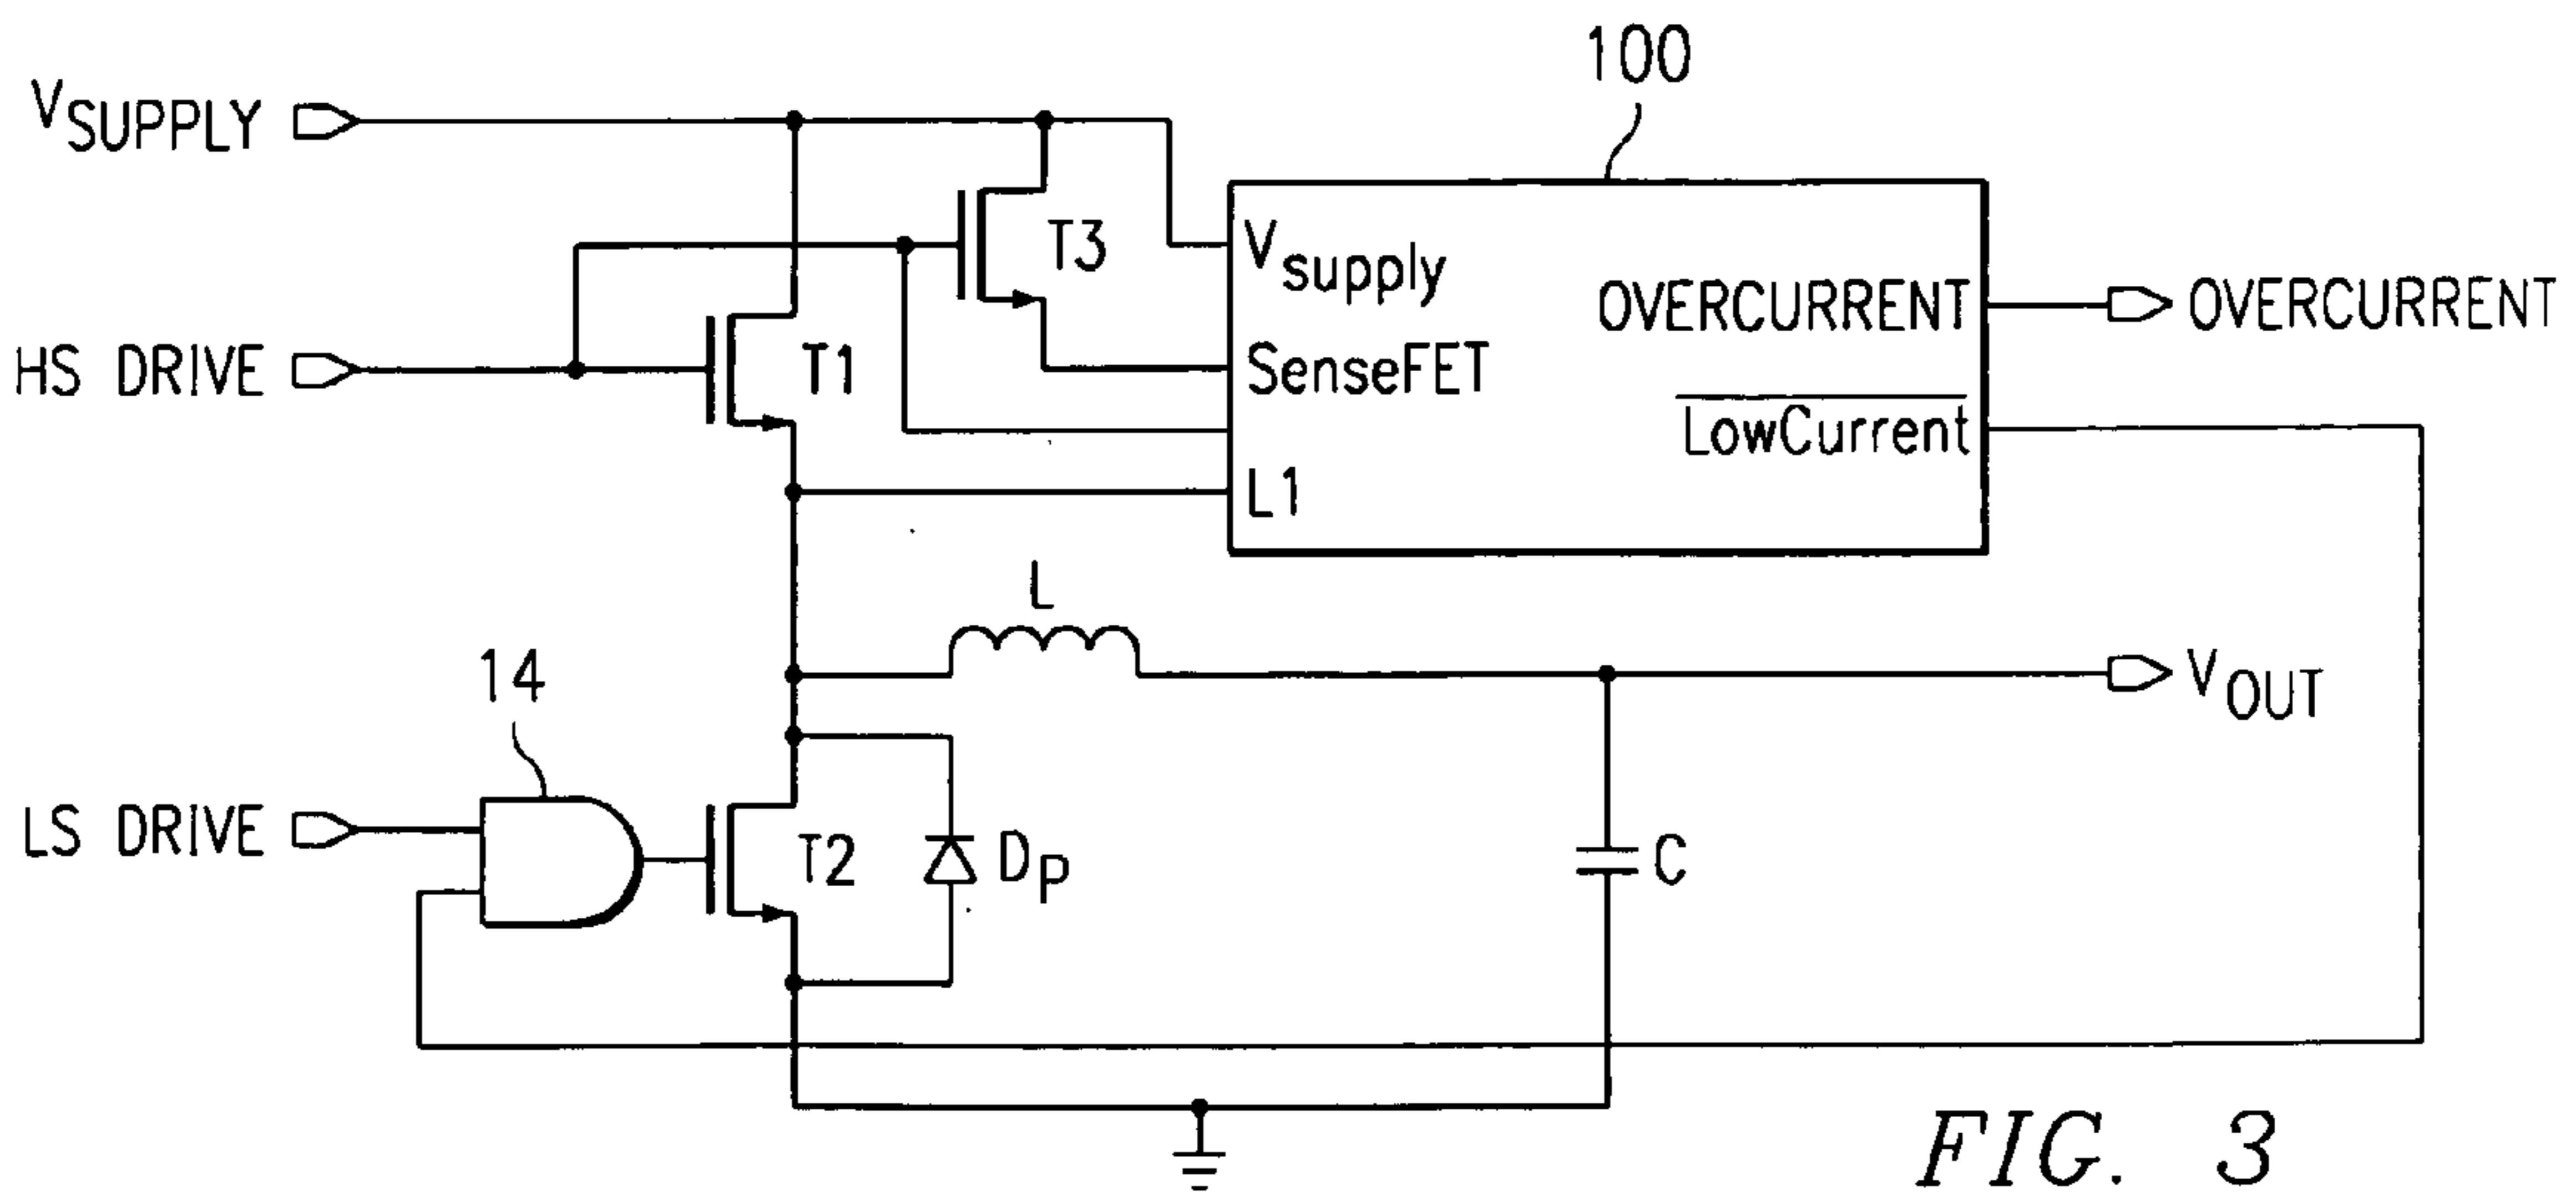 100
VSUPPLY
T3
Vsupply
OVERCURRENT
OVERCURRENT
HS DRIVE
T1
SenseFET
LowCurrent
L1
L
14
VOUT
LS DRIVE
T2
DP
C
FIG. 3